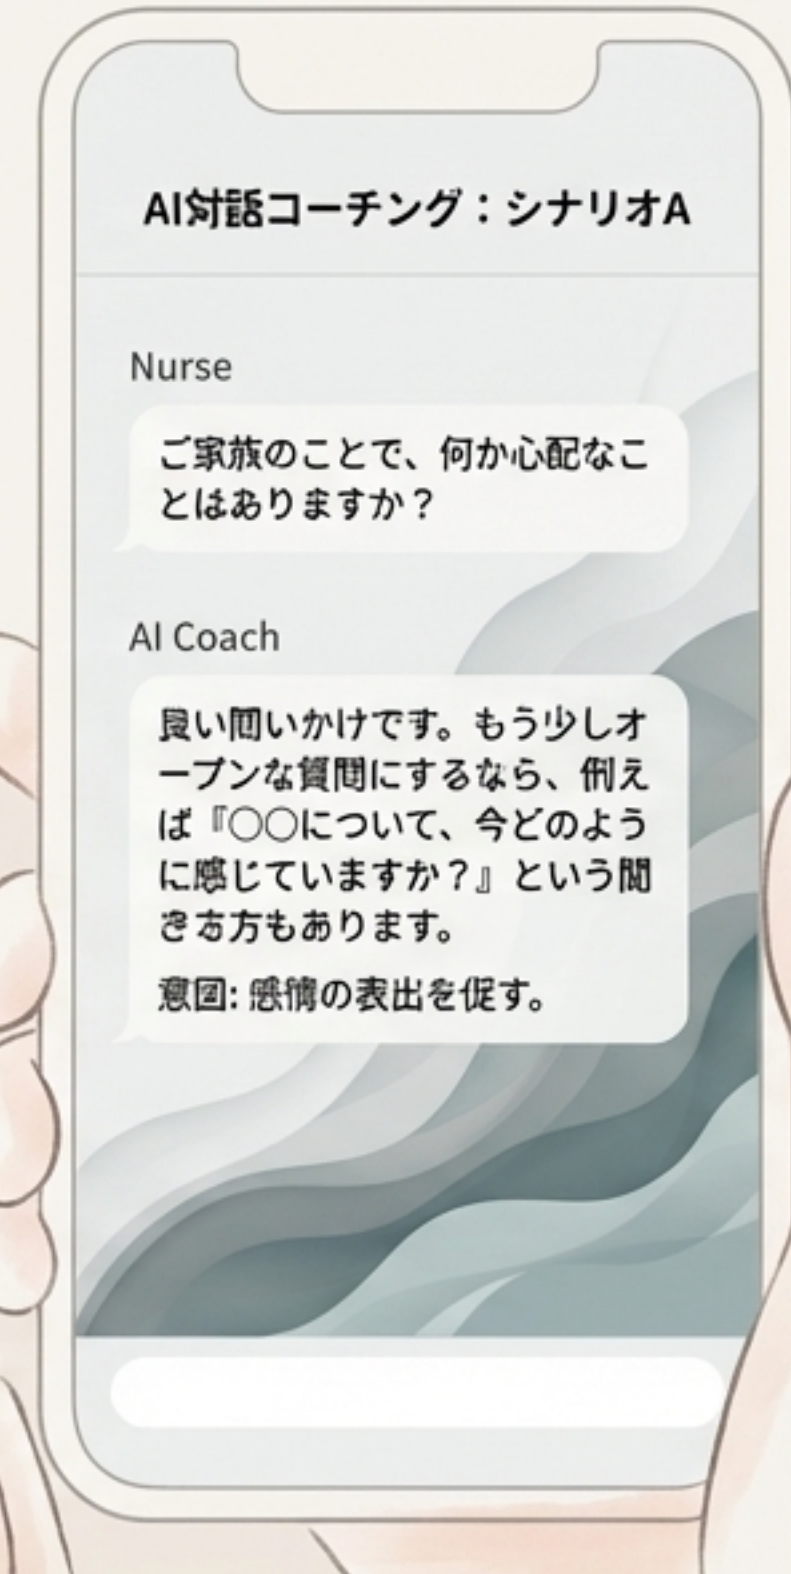 AI対話コーチング：シナリオA
Nurse
ご家族のことで、何か心配なこ
とはありますか？
AI Coach
良い問いかけです。もう少しオ
ープンな質問にするなら、例え
ば『○○について、今どのよう
に感じていますか？』という聞
き方もあります。
意図: 感情の表出を促す。